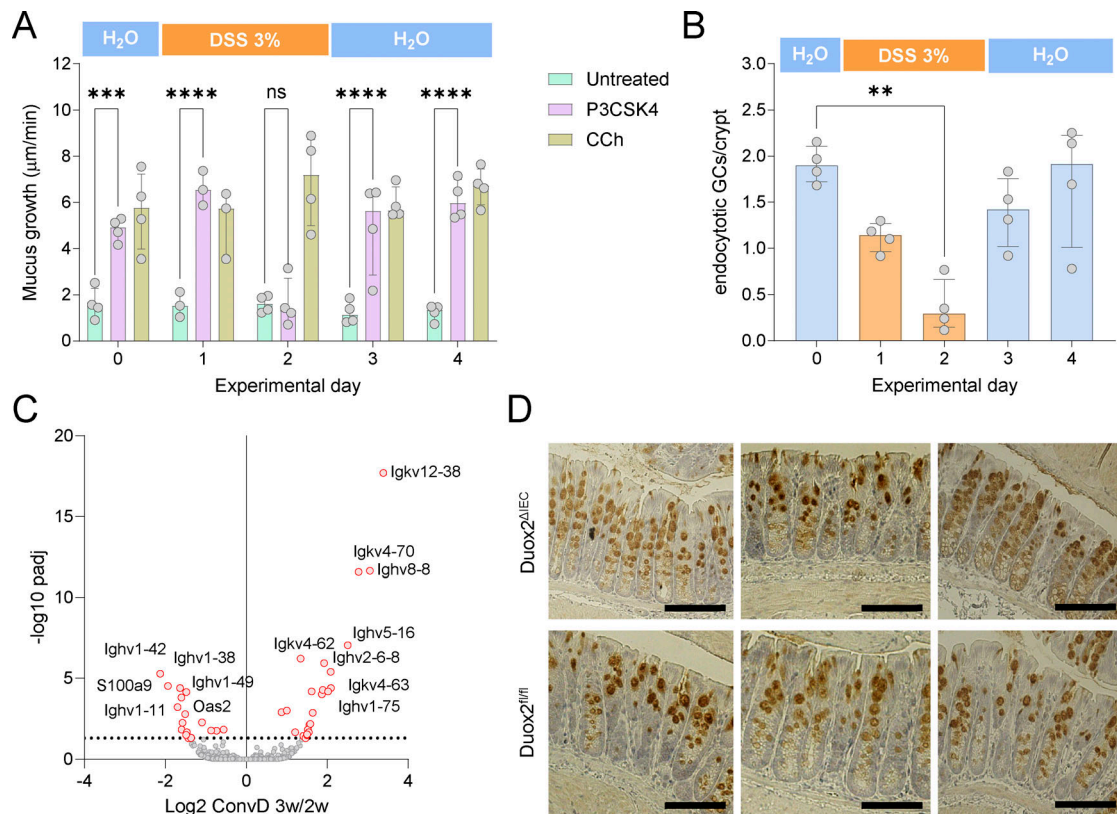 A
H₂O
DSS 3%
H₂O
Mucus growth (μm/min)
12
10
8
6
4
2
0
***
****
ns
****
****
0
1
2
3
4
Experimental day
Untreated
P3CSK4
CCh
B
H₂O
DSS 3%
H₂O
endocytotic GCs/crypt
3.0
2.5
2.0
1.5
1.0
0.5
0.0
**
0
1
2
3
4
Experimental day
C
-log10 padj
20
15
10
5
0
Igkv12-38
Igkv4-70
Ighv8-8
Ighv5-16
Igkv4-62
Ighv2-6-8
Igkv4-63
Ighv1-75
Ighv1-42
Ighv1-38
S100a9
Ighv1-49
Ighv1-11
Oas2
-4
-2
0
2
4
Log2 ConvD 3w/2w
D
Duox2ΔIEC
Duox2fl/fl